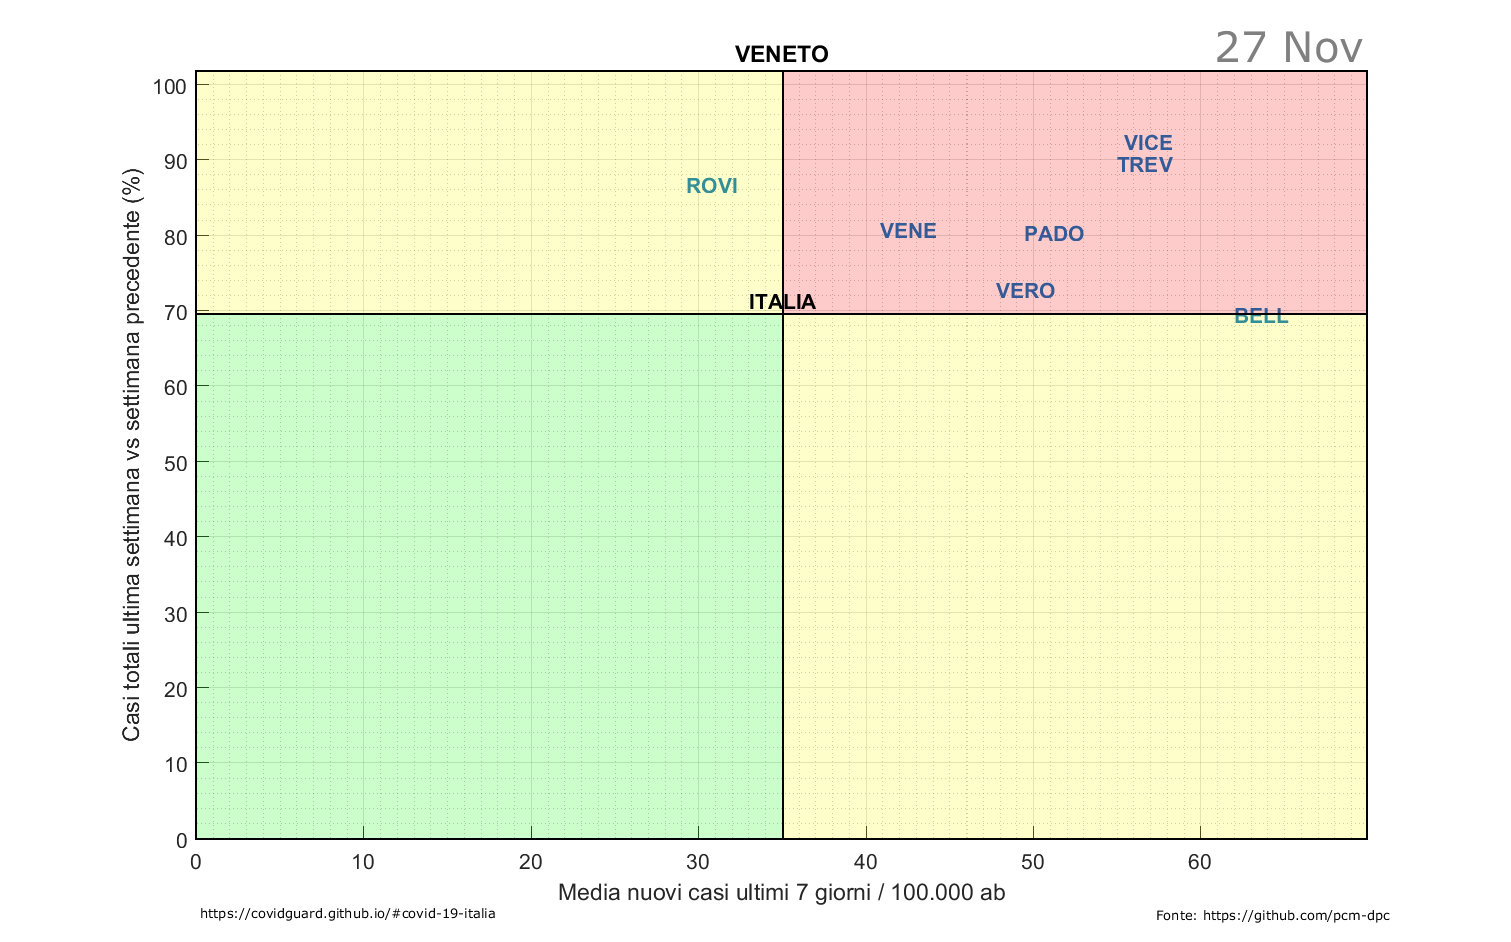 27 Nov
VENETO
100
90
80
70
60
50
40
30
20
10
0
Casi totali ultima settimana vs settimana precedente (%)
VICE
TREV
ROVI
VENE
PADO
VERO
ITALIA
BELL
0 10 20 30 40 50 60
Media nuovi casi ultimi 7 giorni / 100.000 ab
https://covidguard.github.io/#covid-19-italia
Fonte: https://github.com/pcm-dpc